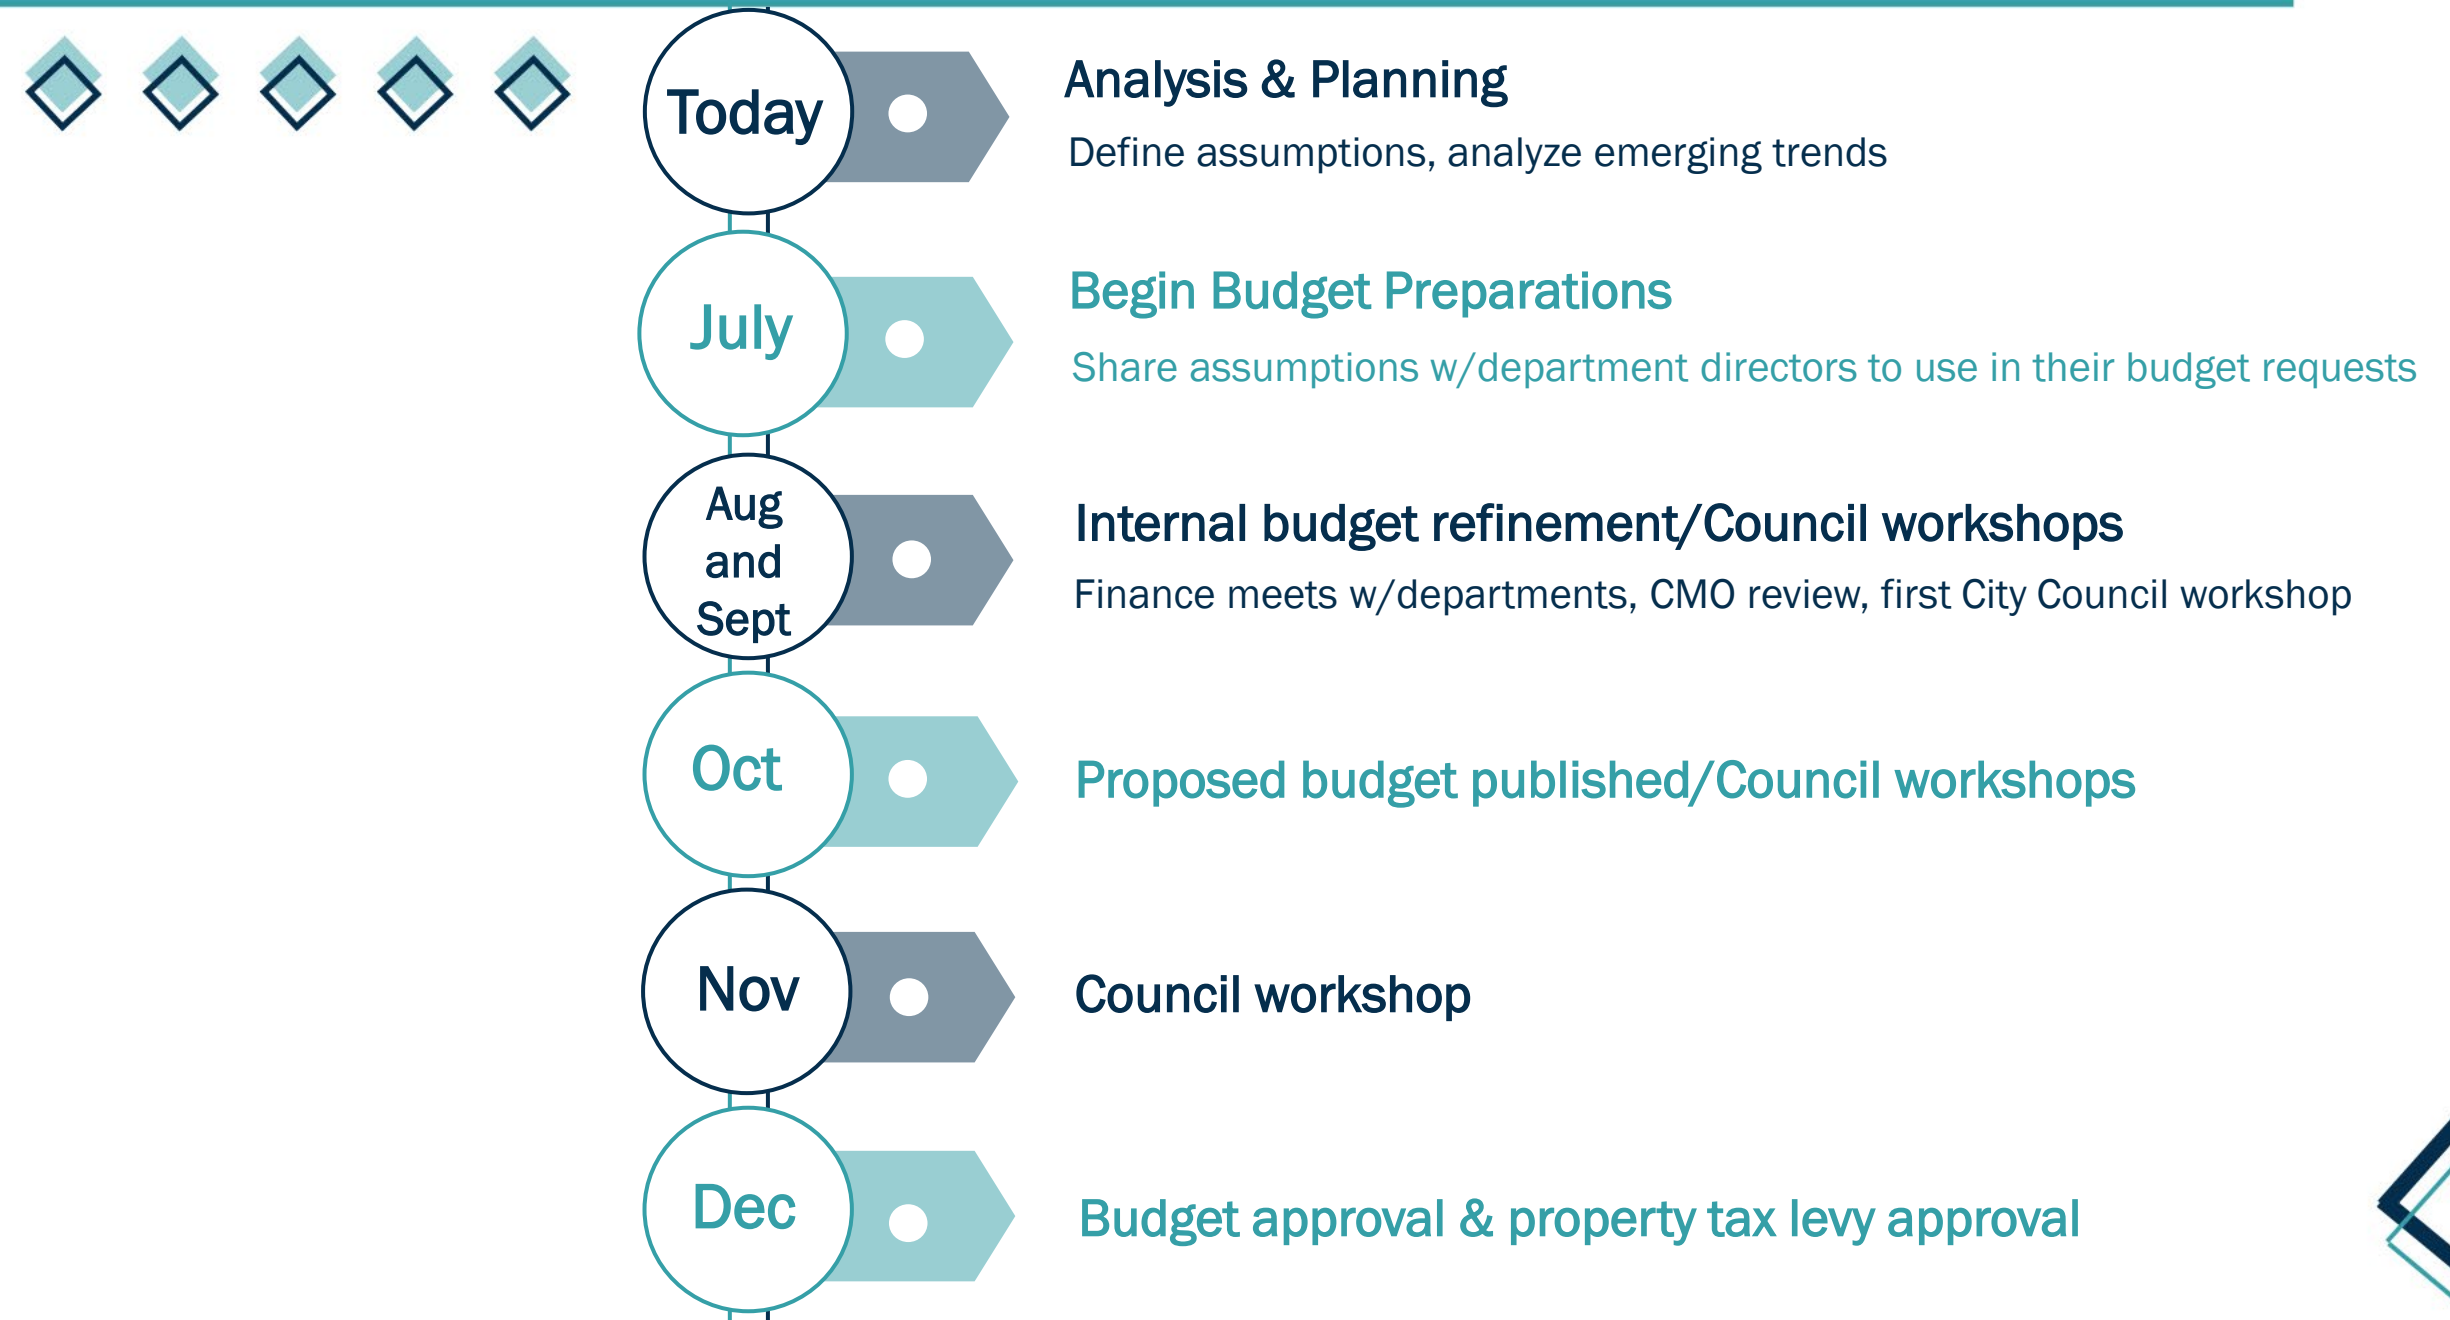 Today
Analysis & Planning
Define assumptions, analyze emerging trends
July
Begin Budget Preparations
Share assumptions w/department directors to use in their budget requests
Aug
and
Sept
Internal budget refinement/Council workshops
Finance meets w/departments, CMO review, first City Council workshop
Oct
Proposed budget published/Council workshops
Nov
Council workshop
Dec
Budget approval & property tax levy approval